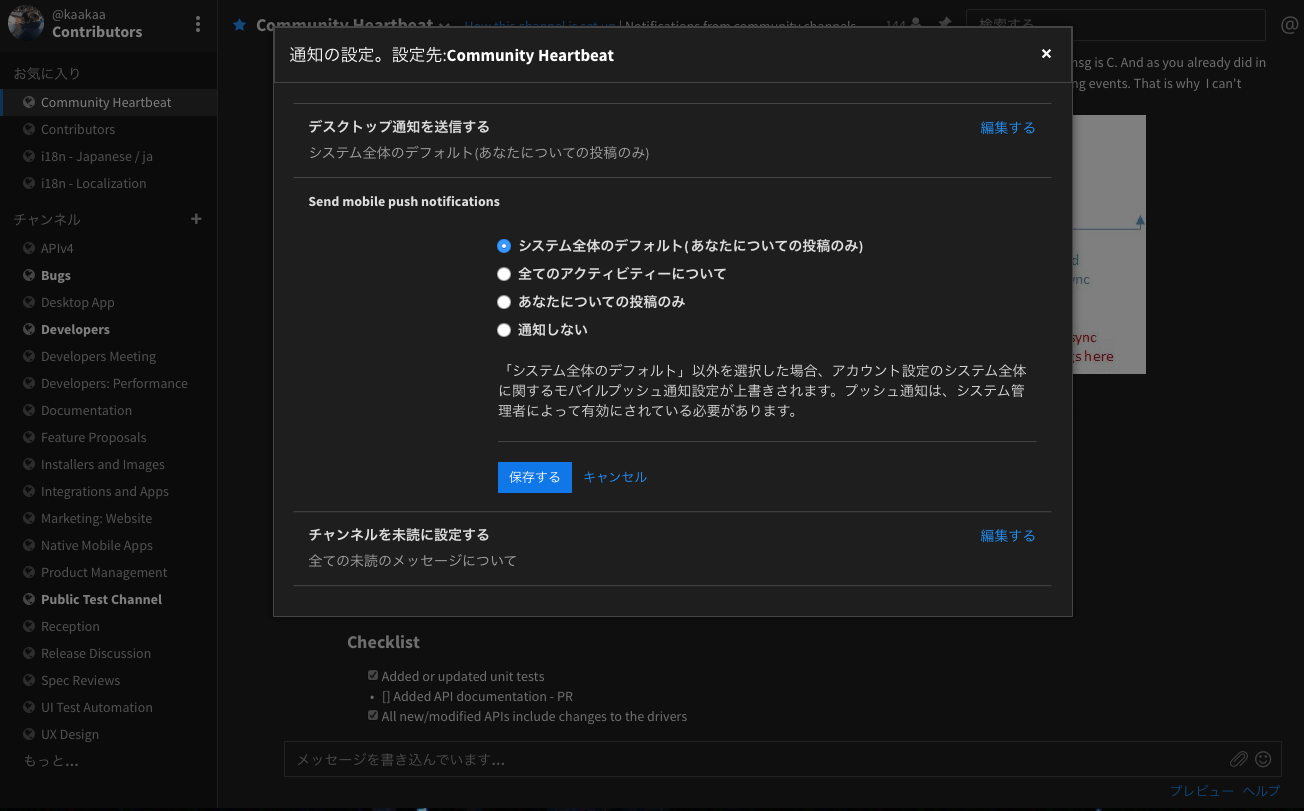 @kaakaa
Contributors
お気に入り
Community Heartbeat
Contributors
i18n - Japanese / ja
i18n - Localization
チャンネル
APIv4
Bugs
Desktop App
Developers
Developers Meeting
Developers: Performance
Documentation
Feature Proposals
Installers and Images
Integrations and Apps
Marketing: Website
Native Mobile Apps
Product Management
Public Test Channel
Reception
Release Discussion
Spec Reviews
UI Test Automation
UX Design
もっと...
Community Heartbeat How this channel is set up | Notifications from community channels 144 検索する @
msg is C. And as you already did in
ng events. That is why I can't
通知の設定。設定先:Community Heartbeat ×
デスクトップ通知を送信する 編集する
システム全体のデフォルト(あなたについての投稿のみ)
Send mobile push notifications
システム全体のデフォルト(あなたについての投稿のみ)
全てのアクティビティーについて
あなたについての投稿のみ
通知しない
「システム全体のデフォルト」以外を選択した場合、アカウント設定のシステム全体
に関するモバイルプッシュ通知設定が上書きされます。プッシュ通知は、システム管
理者によって有効にされている必要があります。
保存する キャンセル
チャンネルを未読に設定する 編集する
全ての未読のメッセージについて
ync
s here
Checklist
Added or updated unit tests
• [] Added API documentation - PR
All new/modified APIs include changes to the drivers
メッセージを書き込んでいます...
プレビュー ヘルプ